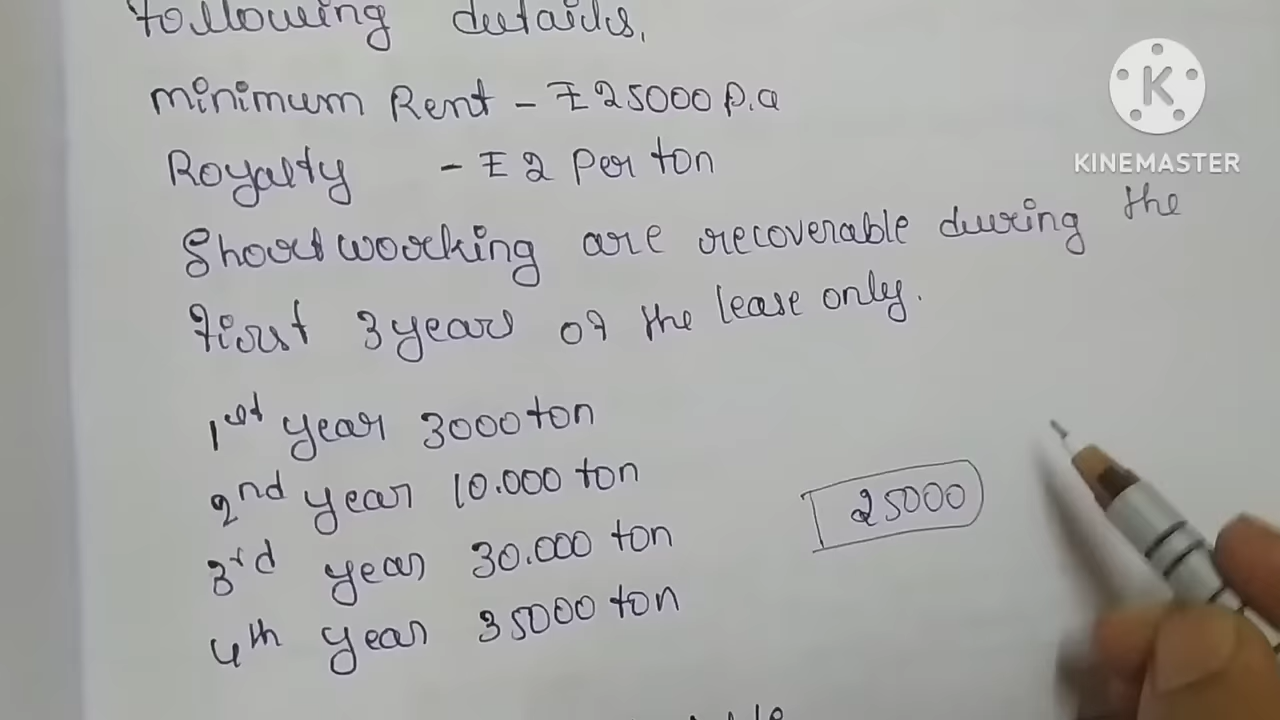 following details.
Minimum Rent - ₹ 25000 p.a
Royalty - ₹ 2 Per ton
Shortworking are recoverable during the
first 3 years of the lease only.
1st year 3000 ton
2nd year 10.000 ton
3rd year 30.000 ton
4th year 35000 ton
25000
K
KINEMASTER